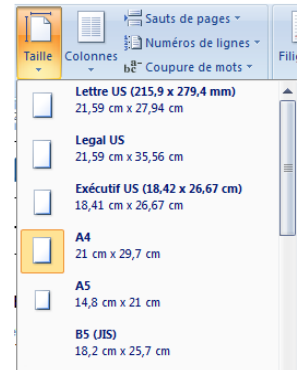 Sauts de pages
Numéros de lignes
Taille Colonnes
Coupure de mots
Lettre US (215,9 x 279,4 mm)
21,59 cm x 27,94 cm
Legal US
21,59 cm x 35,56 cm
Exécutif US (18,42 x 26,67 cm)
18,41 cm x 26,67 cm
A4
21 cm x 29,7 cm
A5
14,8 cm x 21 cm
B5 (JIS)
18,2 cm x 25,7 cm